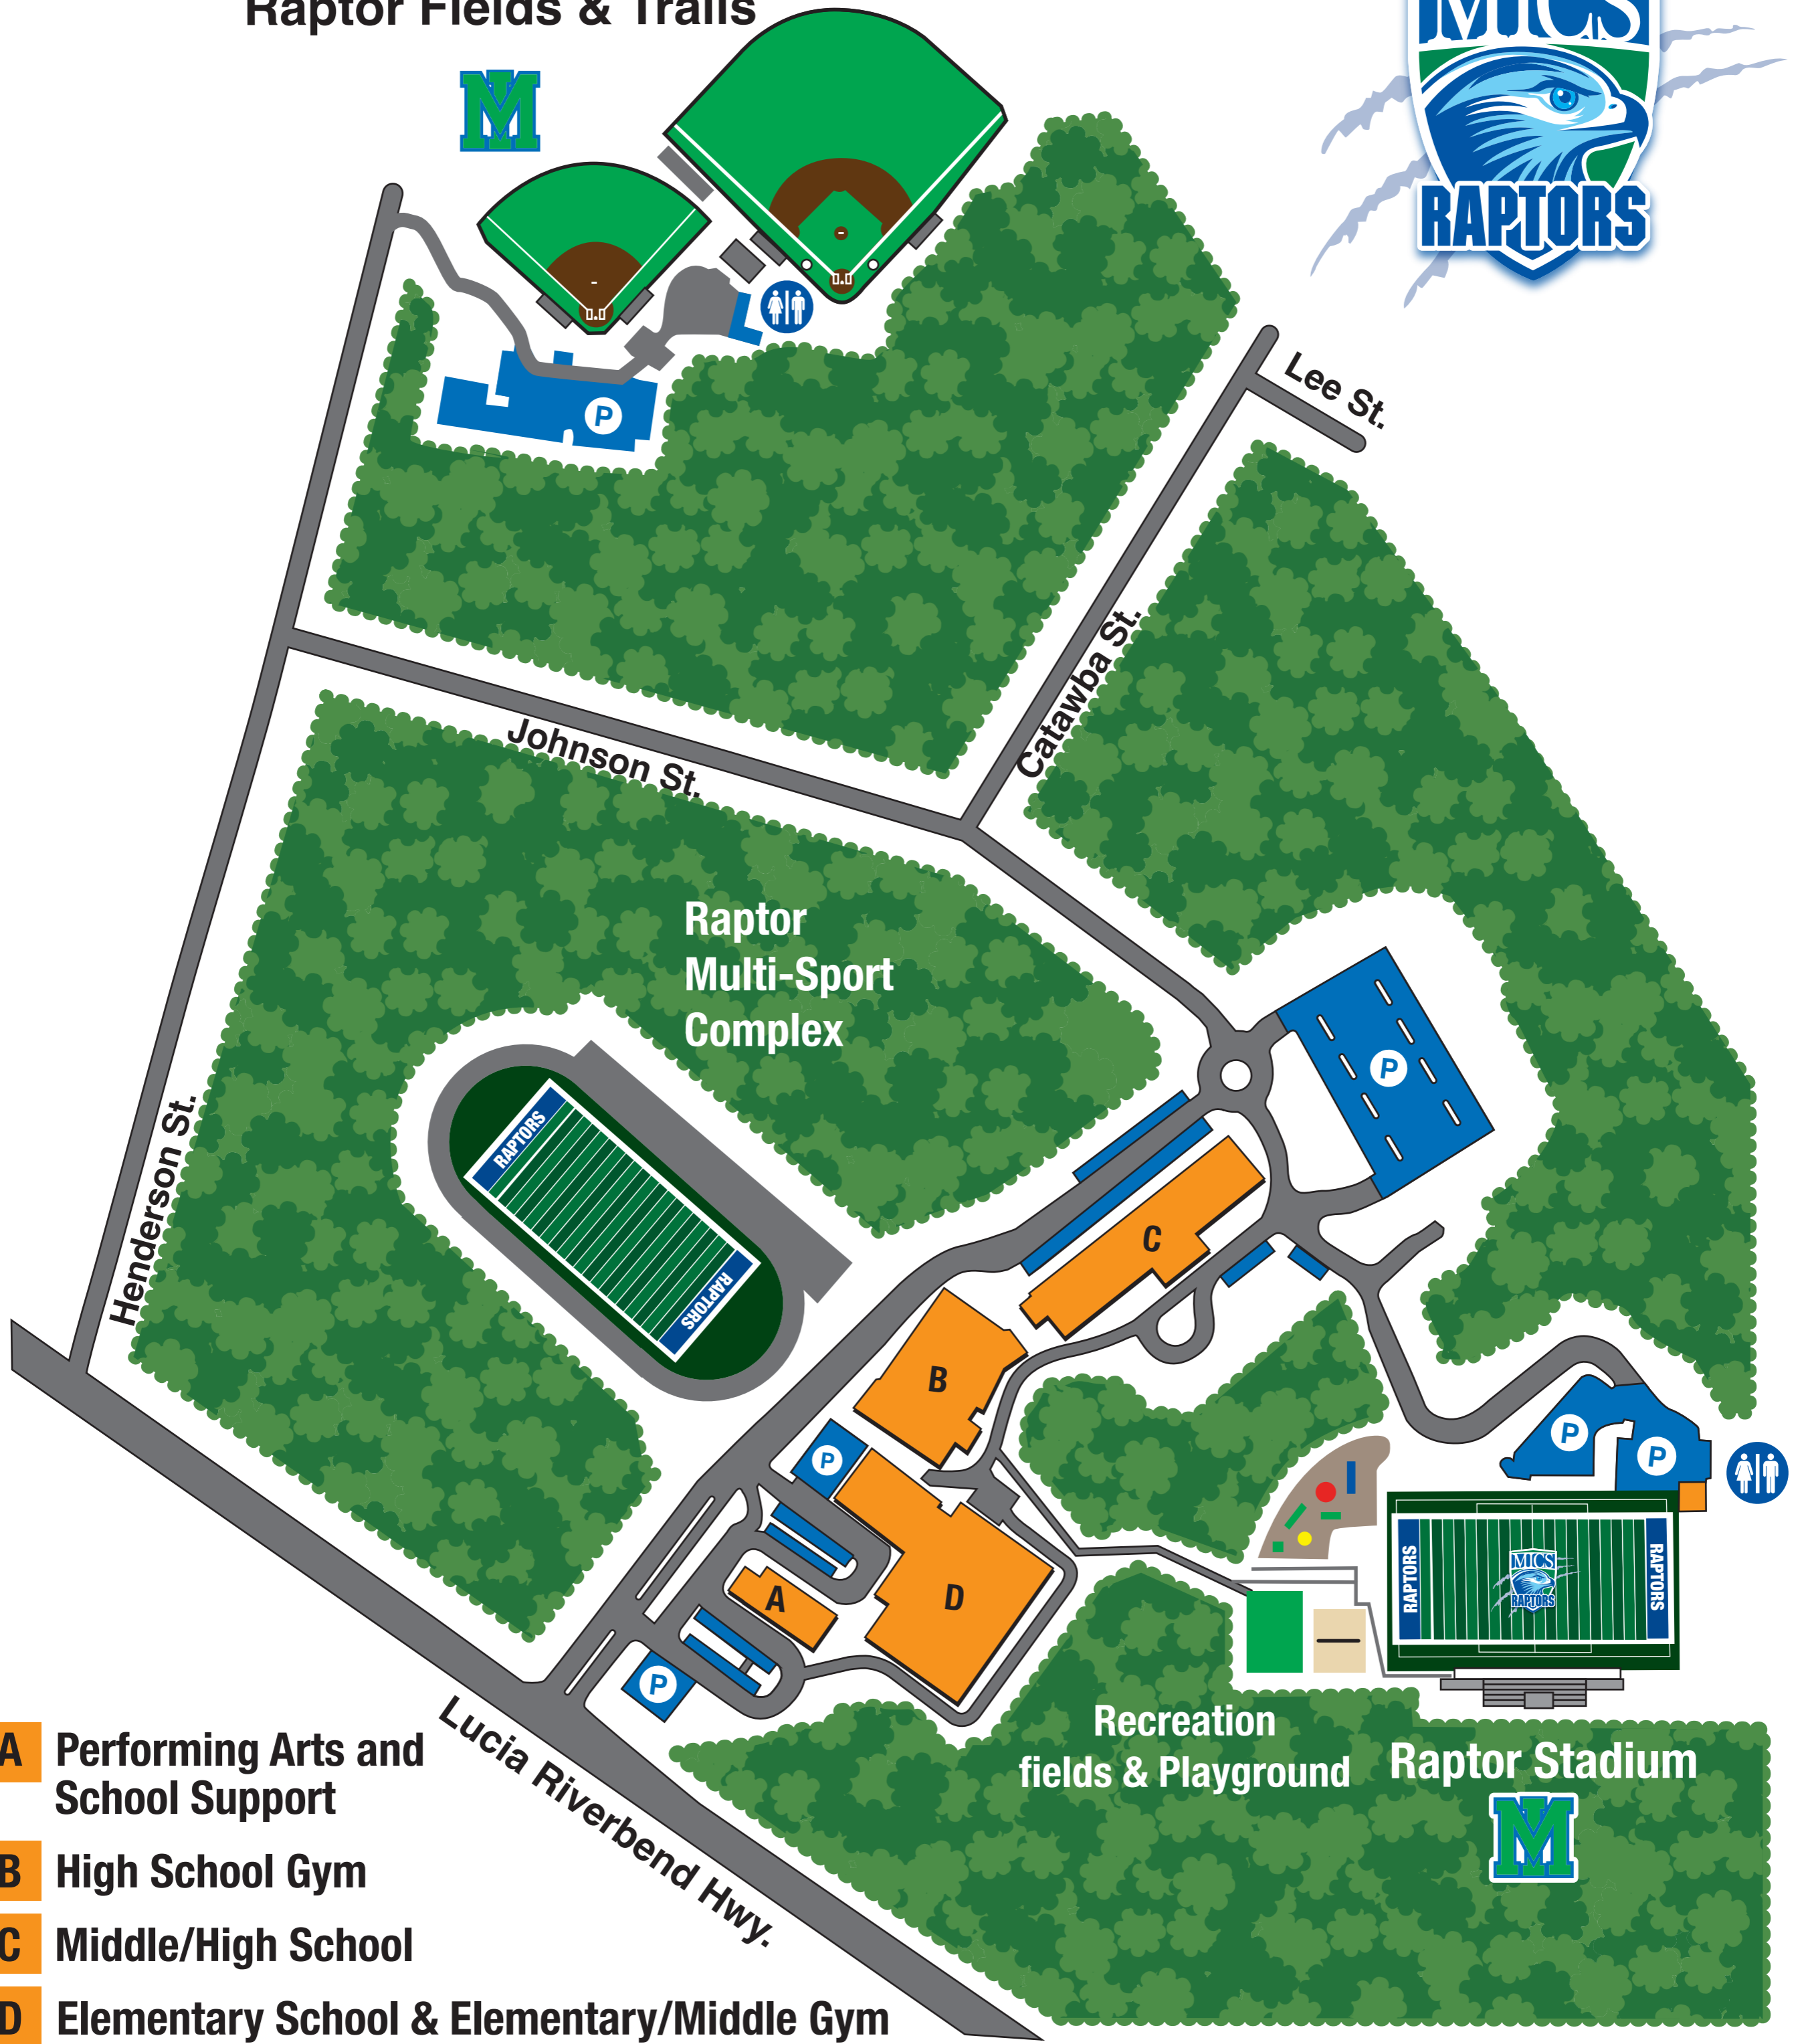 Raptor Fields & Trails
M
MCS
RAPTORS
P
Lee St.
Catawba St.
Johnson St.
Raptor
Multi-Sport
Complex
P
RAPTORS
RAPTORS
Henderson St.
C
B
P
P
P
A
D
MCS
RAPTORS
RAPTORS
RAPTORS
P
Recreation
fields & Playground
Raptor Stadium
M
Lucia Riverbend Hwy.
A Performing Arts and
School Support
B High School Gym
C Middle/High School
D Elementary School & Elementary/Middle Gym